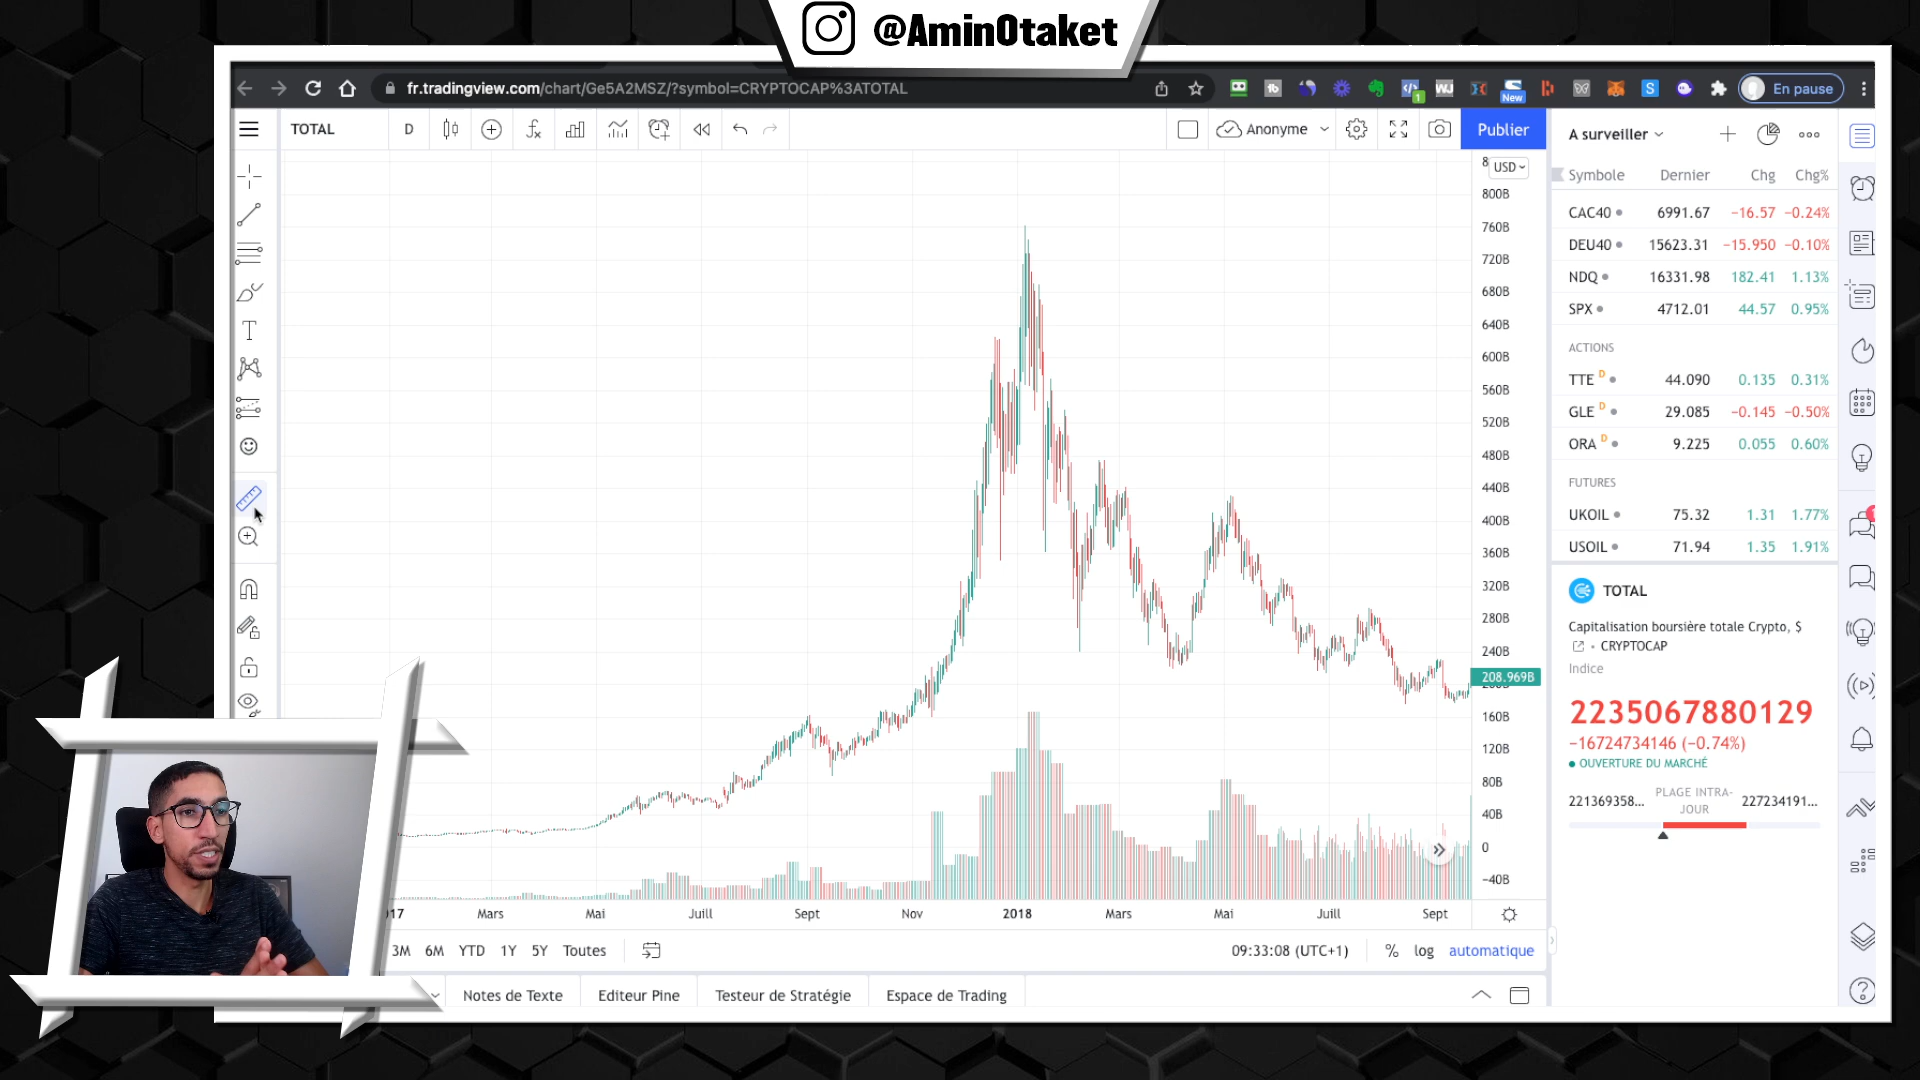 @AminOtaket
fr.tradingview.com/chart/Ge5A2MSZ/?symbol=CRYPTOCAP%3ATOTAL
New
En pause
TOTAL
D
Anonyme
Publier
USD
800B
760B
720B
680B
640B
600B
560B
520B
480B
440B
400B
360B
320B
280B
240B
208.969B
160B
120B
80B
40B
0
-40B
Mars
Mai
Juill
Sept
Nov
2018
Mars
Mai
Juill
Sept
3M 6M YTD 1Y 5Y Toutes
09:33:08 (UTC+1)
% log automatique
Notes de Texte
Editeur Pine
Testeur de Stratégie
Espace de Trading
A surveiller
Symbole Dernier Chg Chg%
CAC40 6991.67 −16.57 −0.24%
DEU40 15623.31 −15.950 −0.10%
NDQ 16331.98 182.41 1.13%
SPX 4712.01 44.57 0.95%
ACTIONS
TTE D 44.090 0.135 0.31%
GLE D 29.085 −0.145 −0.50%
ORA D 9.225 0.055 0.60%
FUTURES
UKOIL 75.32 1.31 1.77%
USOIL 71.94 1.35 1.91%
TOTAL
Capitalisation boursière totale Crypto, $
CRYPTOCAP
Indice
2235067880129
−16724734146 (−0.74%)
OUVERTURE DU MARCHÉ
221369358...
PLAGE INTRA-
JOUR
227234191...